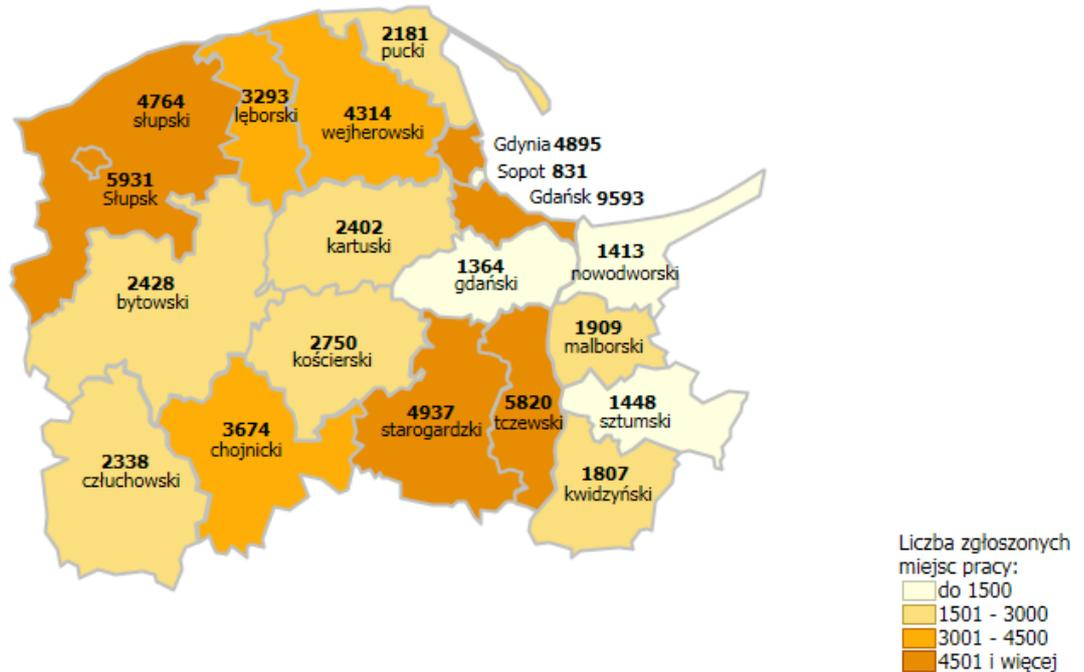 2181
pucki
4764
słupski
3293
lęborski
4314
wejherowski
Gdynia 4895
Sopot 831
Gdańsk 9593
5931
Słupsk
2402
kartuski
1413
nowodworski
1364
gdański
2428
bytowski
1909
malborski
2750
kościerski
1448
sztumski
4937
starogardzki
5820
tczewski
3674
chojnicki
2338
człuchowski
1807
kwidzyński
Liczba zgłoszonych
miejsc pracy:
do 1500
1501 - 3000
3001 - 4500
4501 i więcej